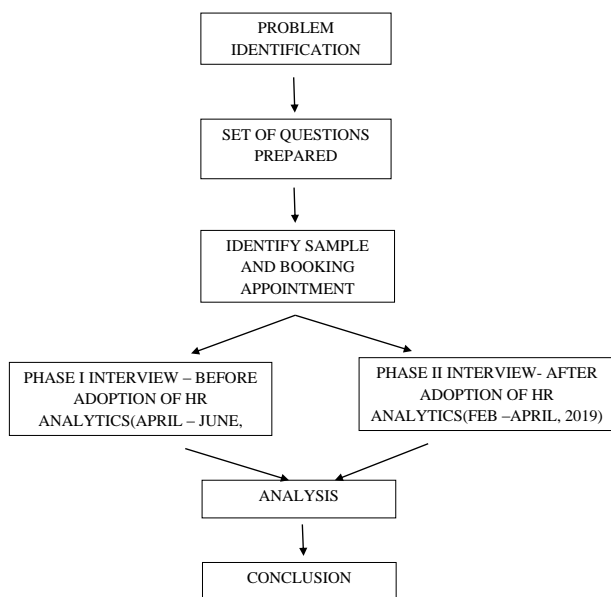 PROBLEM
IDENTIFICATION
SET OF QUESTIONS
PREPARED
IDENTIFY SAMPLE
AND BOOKING
APPOINTMENT
PHASE I INTERVIEW – BEFORE
ADOPTION OF HR
ANALYTICS(APRIL – JUNE,
PHASE II INTERVIEW- AFTER
ADOPTION OF HR
ANALYTICS(FEB –APRIL, 2019)
ANALYSIS
CONCLUSION